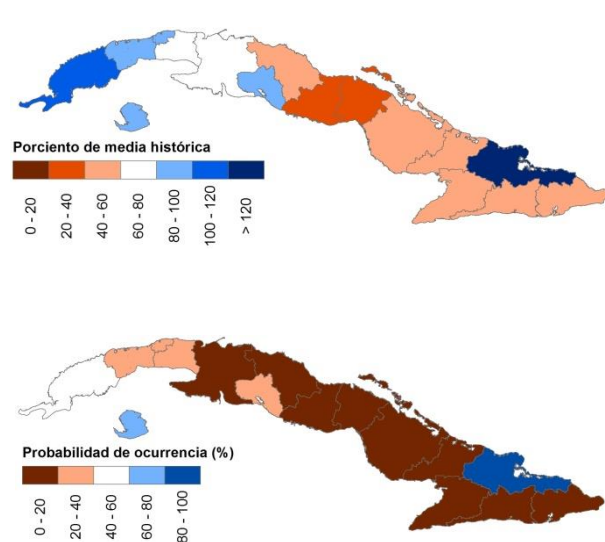 Porciento de media histórica
0 - 20
20 - 40
40 - 60
60 - 80
80 - 100
100 - 120
> 120
Probabilidad de ocurrencia (%)
0 - 20
20 - 40
40 - 60
60 - 80
80 - 100